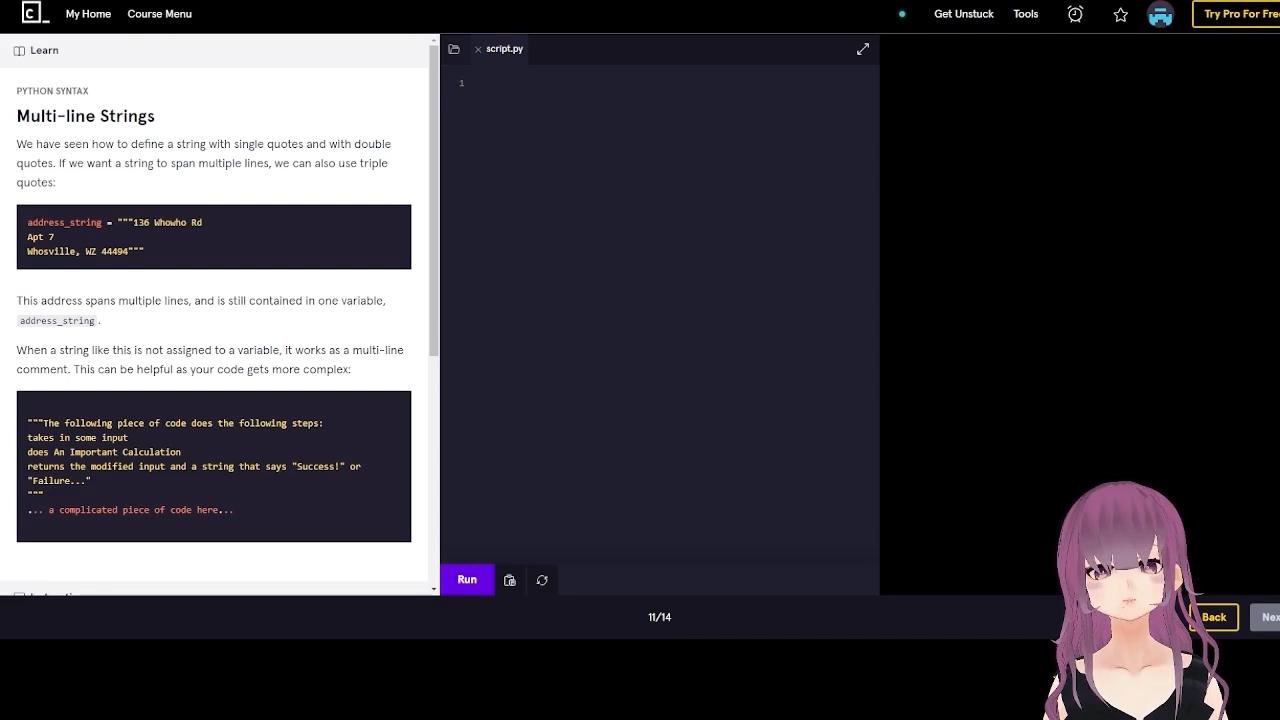 C_ My Home Course Menu Get Unstuck Tools Try Pro For Free
Learn
script.py
1
PYTHON SYNTAX
Multi-line Strings
We have seen how to define a string with single quotes and with double
quotes. If we want a string to span multiple lines, we can also use triple
quotes:
address_string = """136 Whowho Rd
Apt 7
Whosville, WZ 44494"""
This address spans multiple lines, and is still contained in one variable,
address_string.
When a string like this is not assigned to a variable, it works as a multi-line
comment. This can be helpful as your code gets more complex:
"""The following piece of code does the following steps:
takes in some input
does An Important Calculation
returns the modified input and a string that says "Success!" or
"Failure..."
"""
... a complicated piece of code here...
Run
11/14
Back
Nex